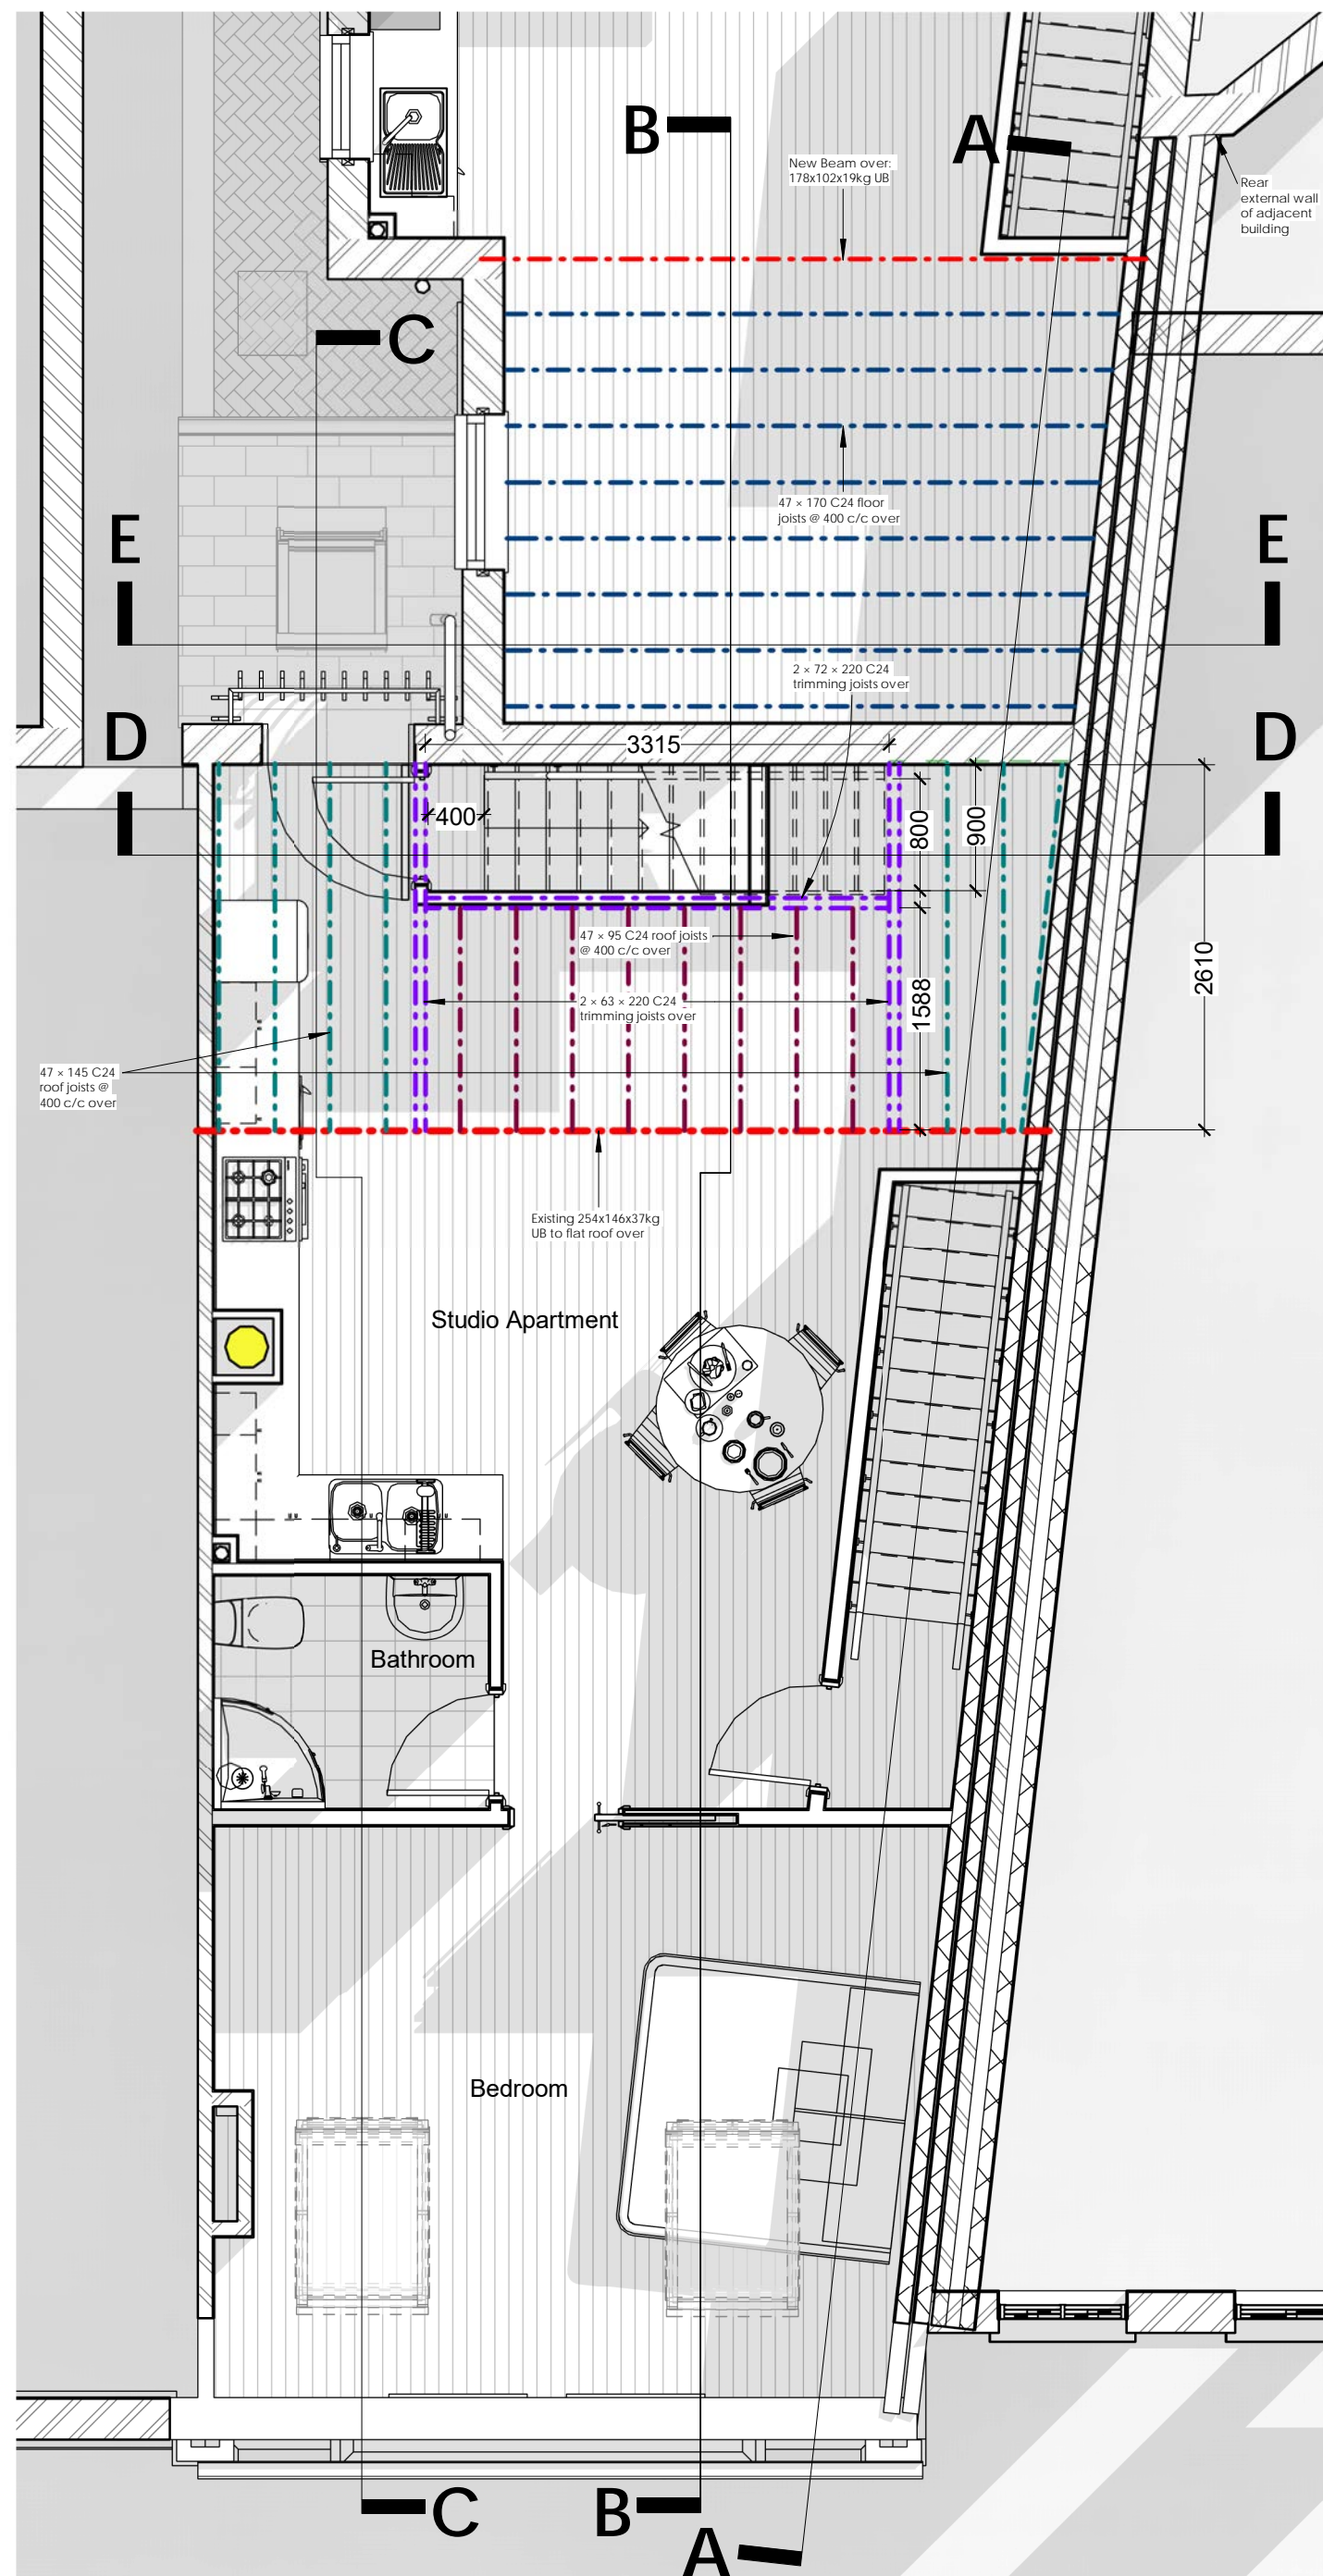 B
A
New Beam over:
178x102x19kg UB
Rear
external wall
of adjacent
building
C
47 × 170 C24 floor
joists @ 400 c/c over
E
E
2 × 72 × 220 C24
trimming joists over
D
D
3315
400
800
900
47 × 95 C24 roof joists
@ 400 c/c over
2610
1588
2 × 63 × 220 C24
trimming joists over
47 × 145 C24
roof joists @
400 c/c over
Existing 254x146x37kg
UB to flat roof over
Studio Apartment
Bathroom
Bedroom
C
B
A